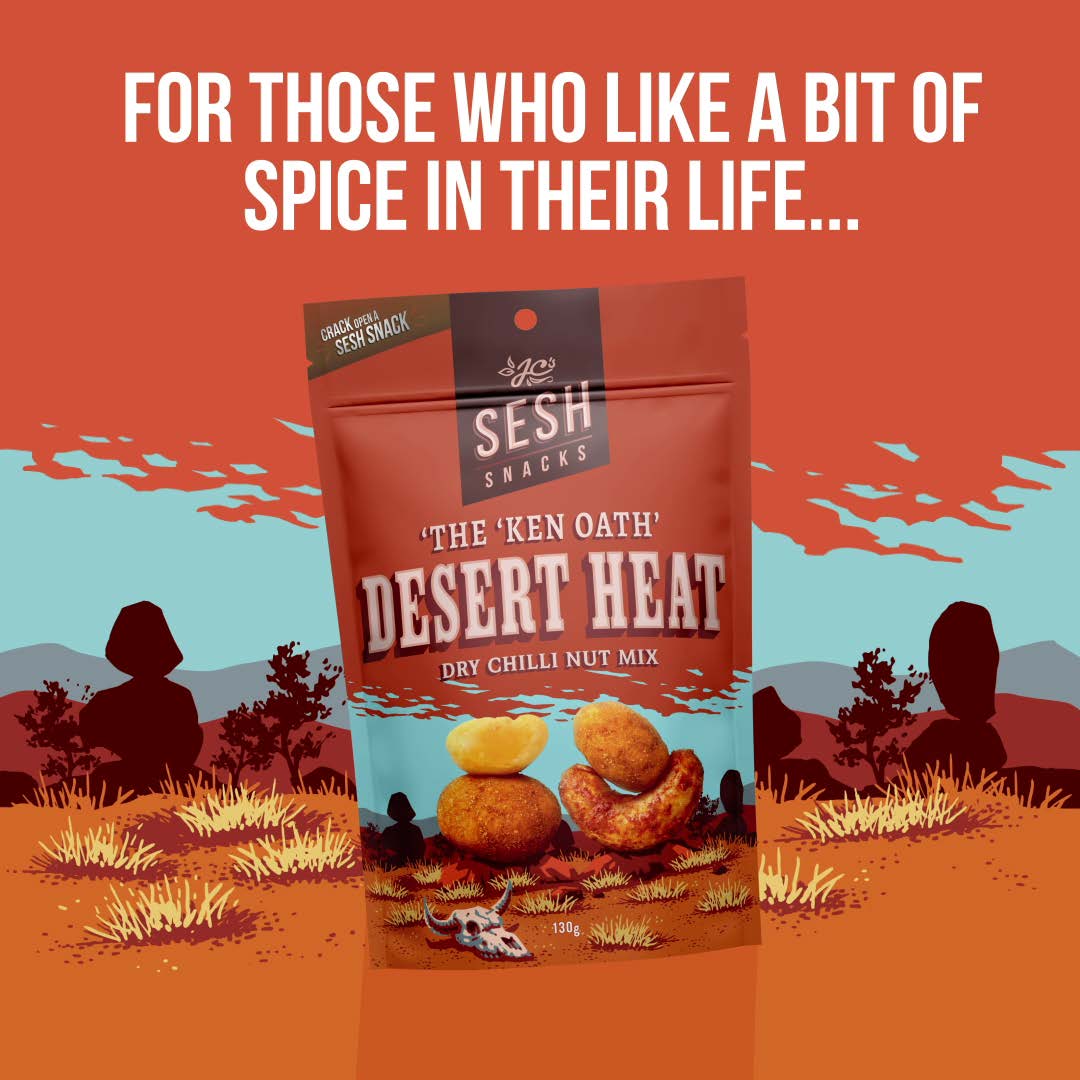 FOR THOSE WHO LIKE A BIT OF
SPICE IN THEIR LIFE...
CRACK OPEN A
SESH SNACK
JC's
SESH
SNACKS
'THE 'KEN OATH'
DESERT HEAT
DRY CHILLI NUT MIX
130g